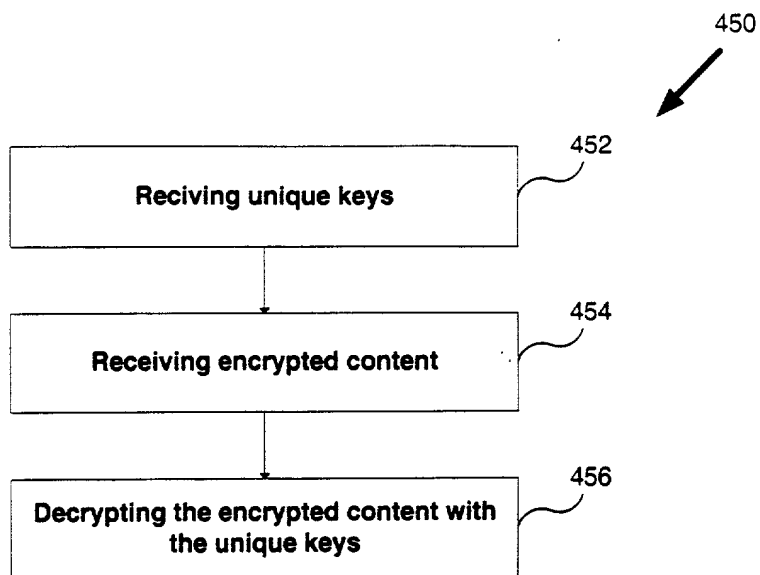 450
452
Reciving unique keys
454
Receiving encrypted content
456
Decrypting the encrypted content with
the unique keys